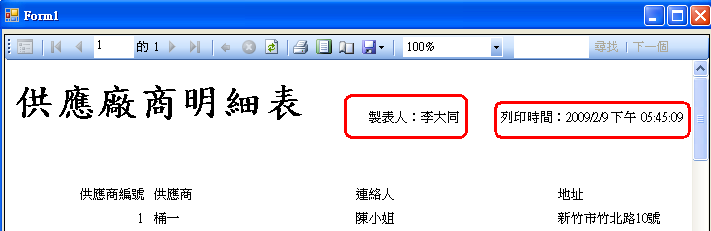 Form1
1 的 1 100% 尋找 | 下一個
供應廠商明細表 製表人：李大同 列印時間：2009/2/9 下午 05:45:09
供應商編號 供應商 連絡人 地址
1 桶一 陳小姐 新竹市竹北路10號